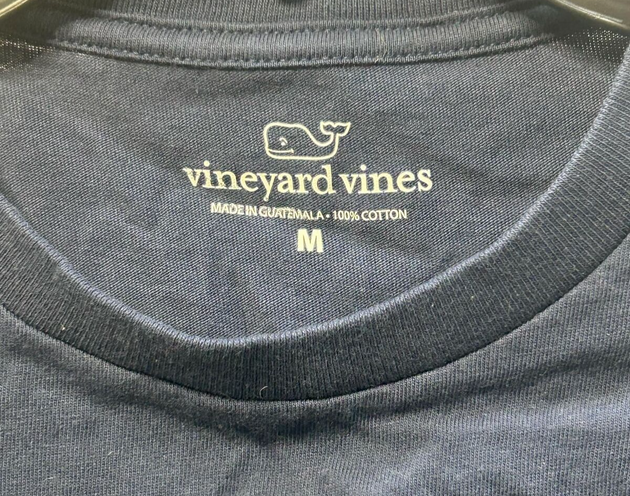 vineyard vines
MADE IN GUATEMALA • 100% COTTON
M